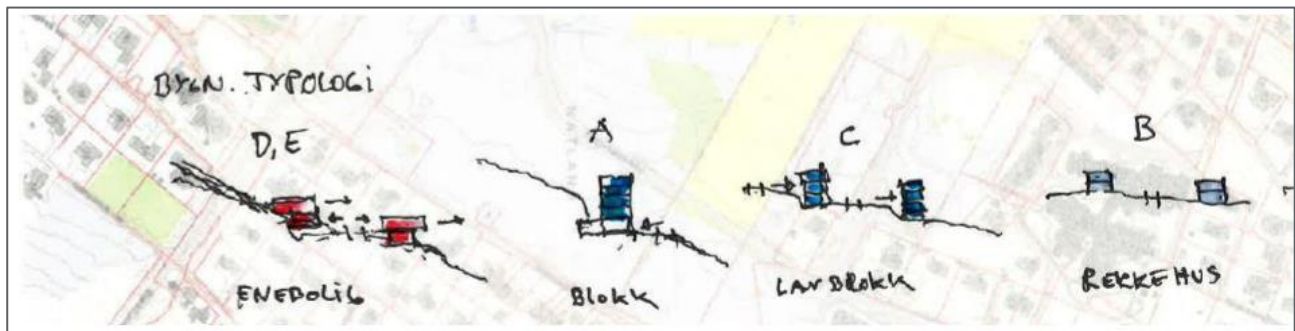 BYGN. TYPOLOGI
D, E
A
C
B
ENEBOLIG
BLOKK
LAVBLOKK
REKKEHUS